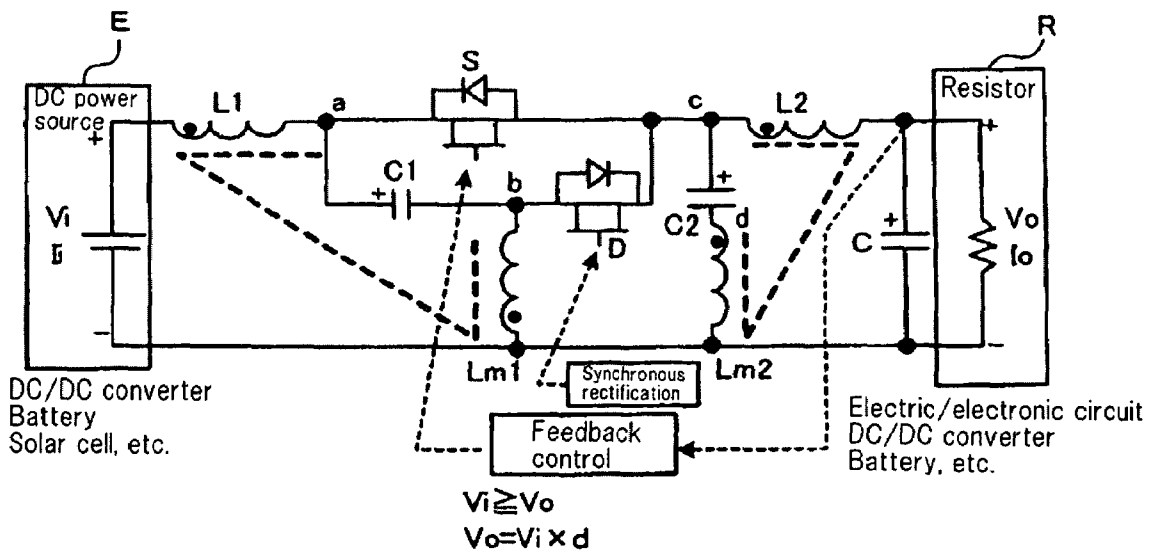 E
R
DC power
source
L1
a
S
c
L2
Resistor
+
+
C1
+
b
+
C2
d
+
Vi
Ii
D
C
Vo
Io
−
−
Lm1
Synchronous
rectification
Lm2
DC/DC converter
Battery
Solar cell, etc.
Feedback
control
Electric/electronic circuit
DC/DC converter
Battery, etc.
Vi≧Vo
Vo=Vi×d